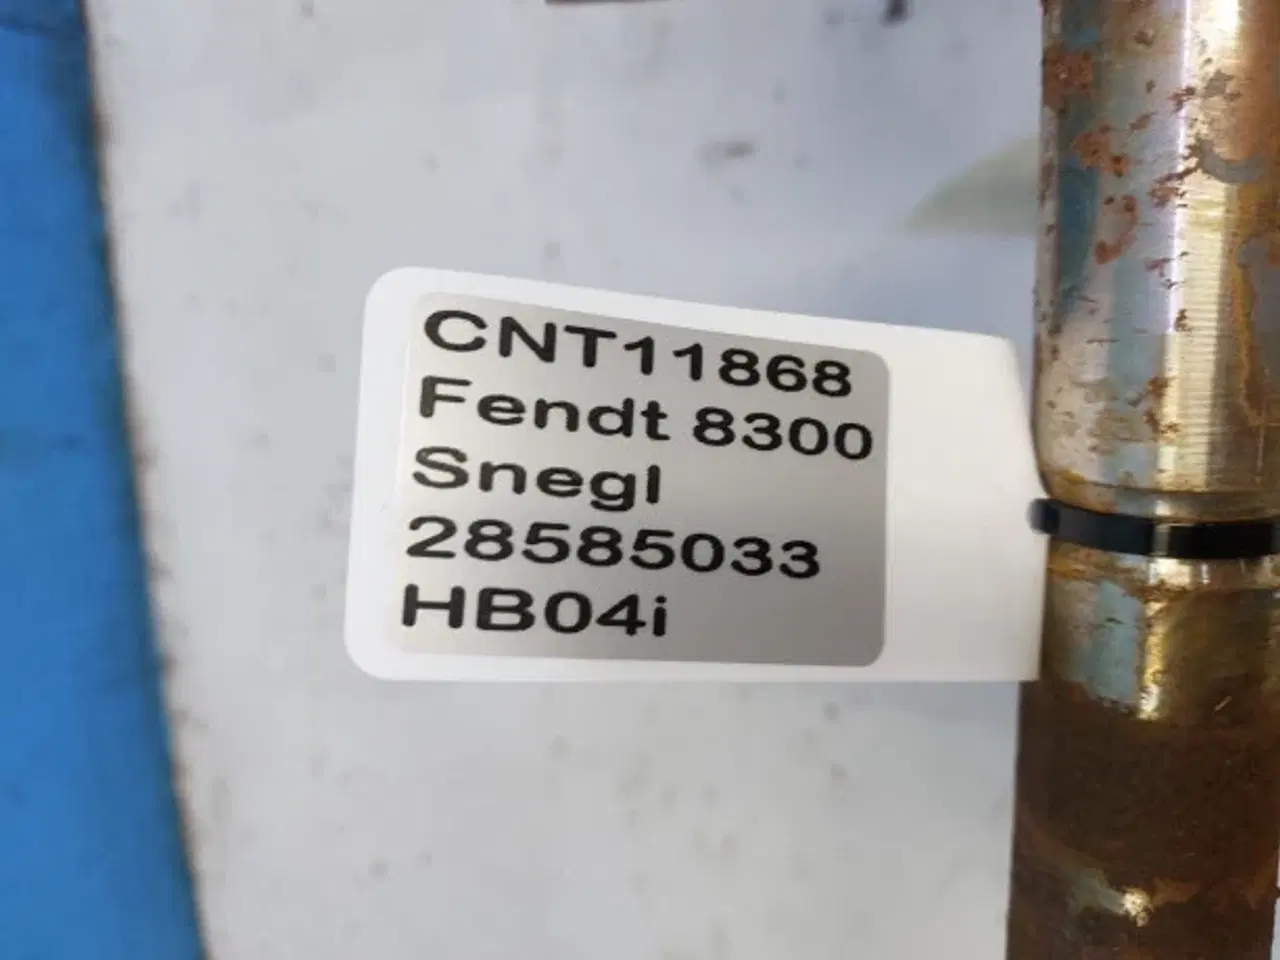 CNT11868
Fendt 8300
Snegl
28585033
HB04i